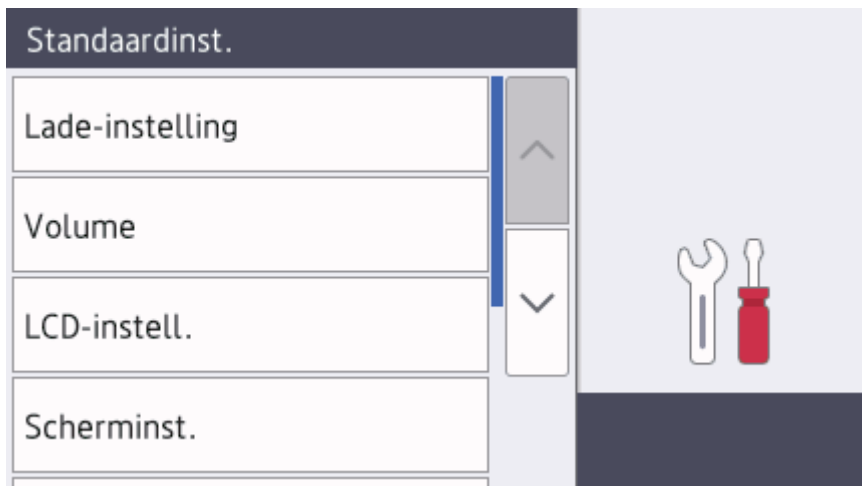 Standaardinst.
Lade-instelling
Volume
LCD-instell.
Scherminst.